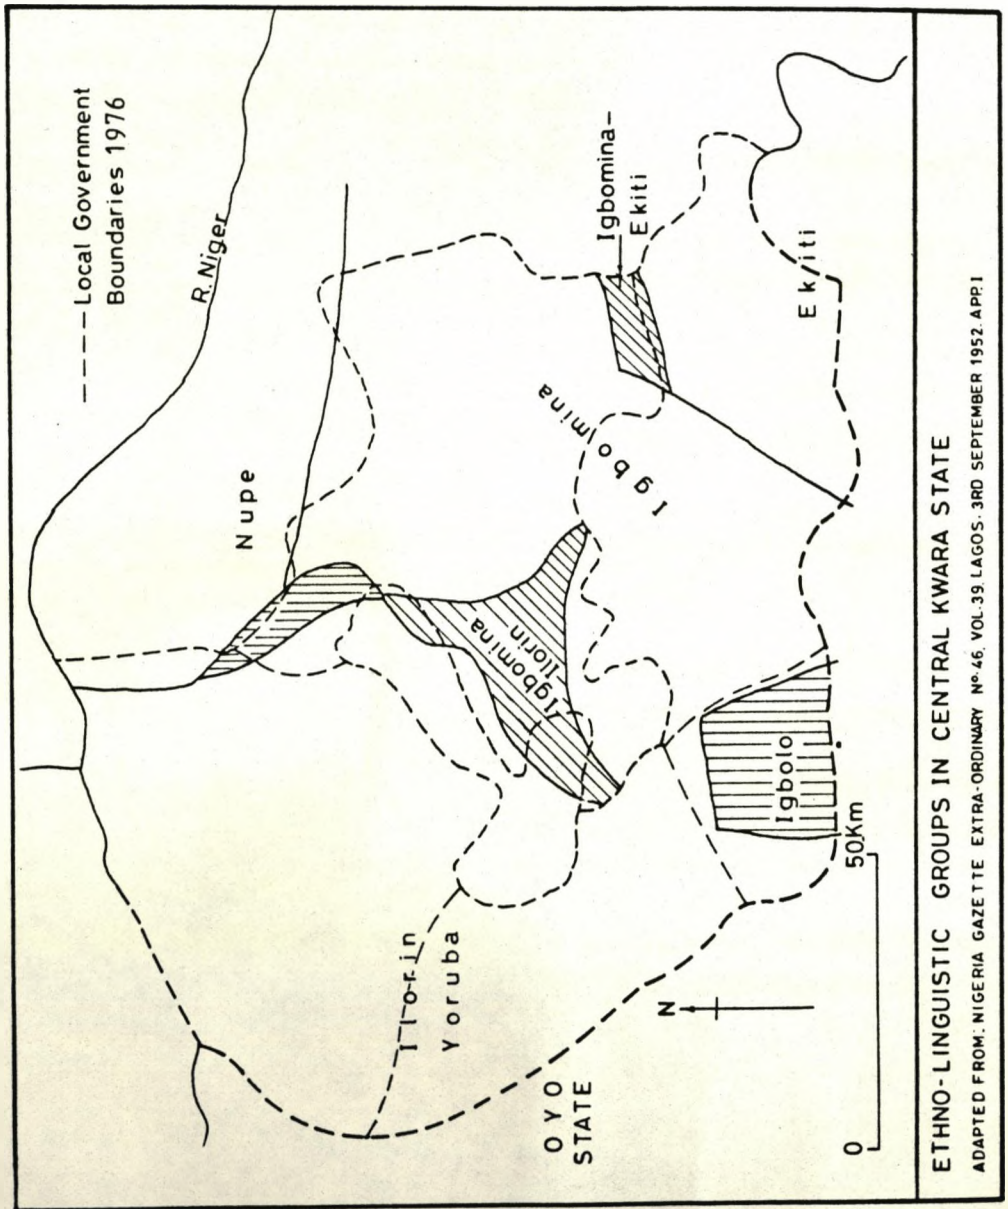 ---- Local Government
Boundaries 1976
R. Niger
Nupe
Igbomina-
Ekiti
Igbomina
Igbomina
Ilorin
Ekiti
Igbolo
Ilorin
Yoruba
OYO
STATE
N
0 50Km
ETHNO-LINGUISTIC GROUPS IN CENTRAL KWARA STATE
ADAPTED FROM: NIGERIA GAZETTE EXTRA-ORDINARY Nº 46, VOL. 39, LAGOS. 3RD SEPTEMBER 1952. APP. I